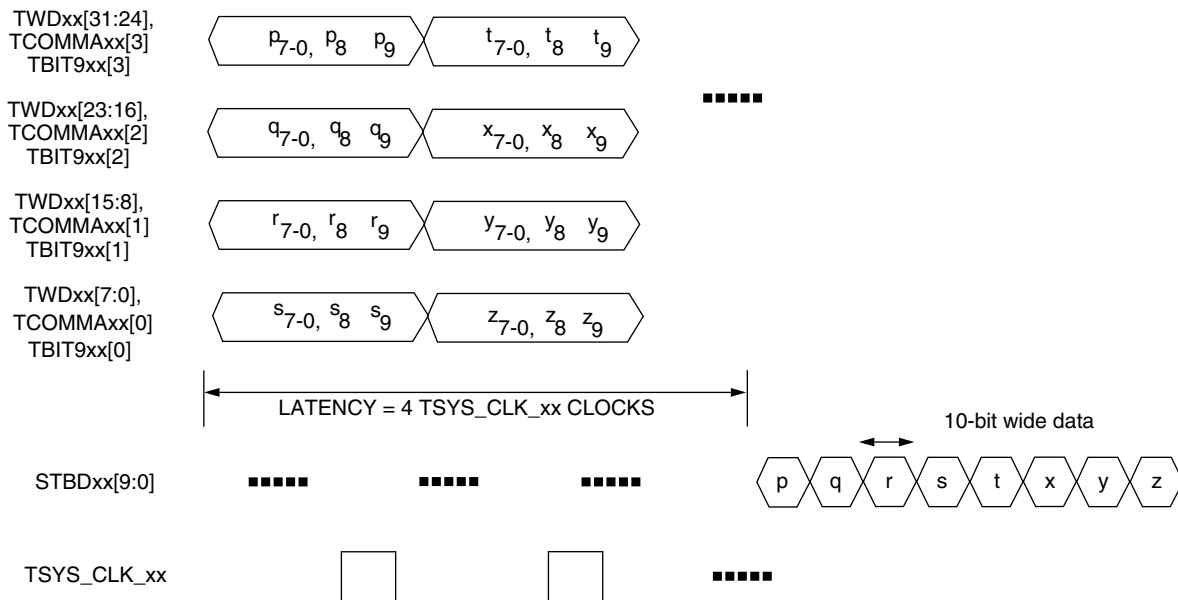 TWDxx[31:24],
TCOMMAxx[3]
TBIT9xx[3]
p7-0, p8 p9
t7-0, t8 t9
TWDxx[23:16],
TCOMMAxx[2]
TBIT9xx[2]
q7-0, q8 q9
x7-0, x8 x9
TWDxx[15:8],
TCOMMAxx[1]
TBIT9xx[1]
r7-0, r8 r9
y7-0, y8 y9
TWDxx[7:0],
TCOMMAxx[0]
TBIT9xx[0]
s7-0, s8 s9
z7-0, z8 z9
LATENCY = 4 TSYS_CLK_xx CLOCKS
10-bit wide data
STBDxx[9:0]
p q r s t x y z
TSYS_CLK_xx